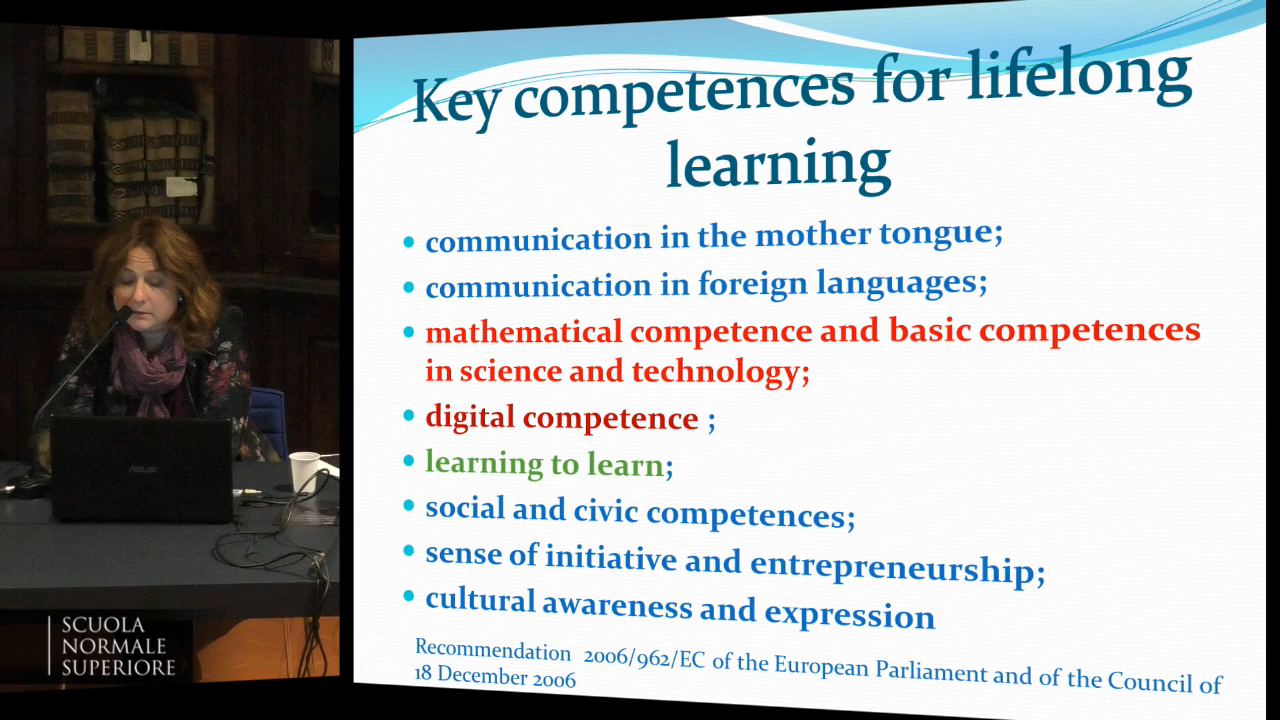 Key competences for lifelong
learning
• communication in the mother tongue;
• communication in foreign languages;
• mathematical competence and basic competences
in science and technology;
• digital competence ;
• learning to learn;
• social and civic competences;
• sense of initiative and entrepreneurship;
• cultural awareness and expression
Recommendation 2006/962/EC of the European Parliament and of the Council of
18 December 2006
ASUS
SCUOLA
NORMALE
SUPERIORE